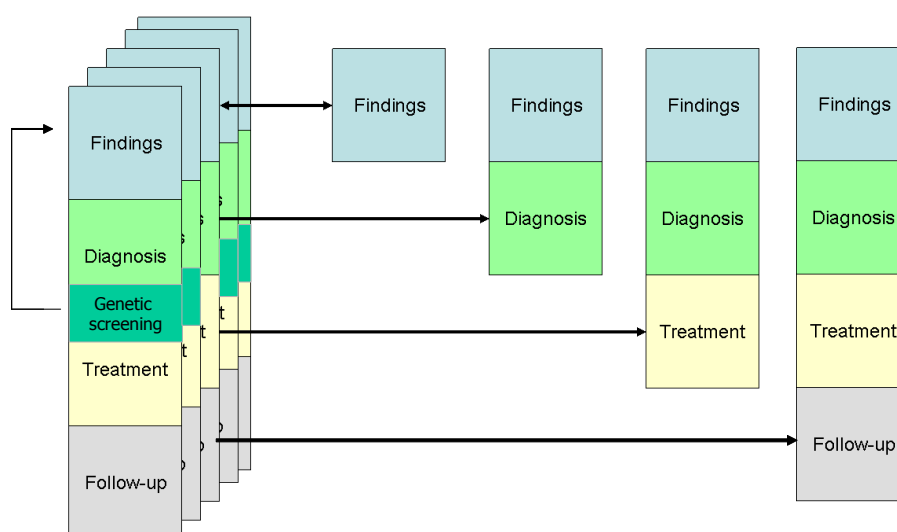 Findings
Findings
Findings
Findings
Findings
Diagnosis
Diagnosis
Diagnosis
Diagnosis
Genetic
screening
Treatment
Treatment
Treatment
Follow-up
Follow-up